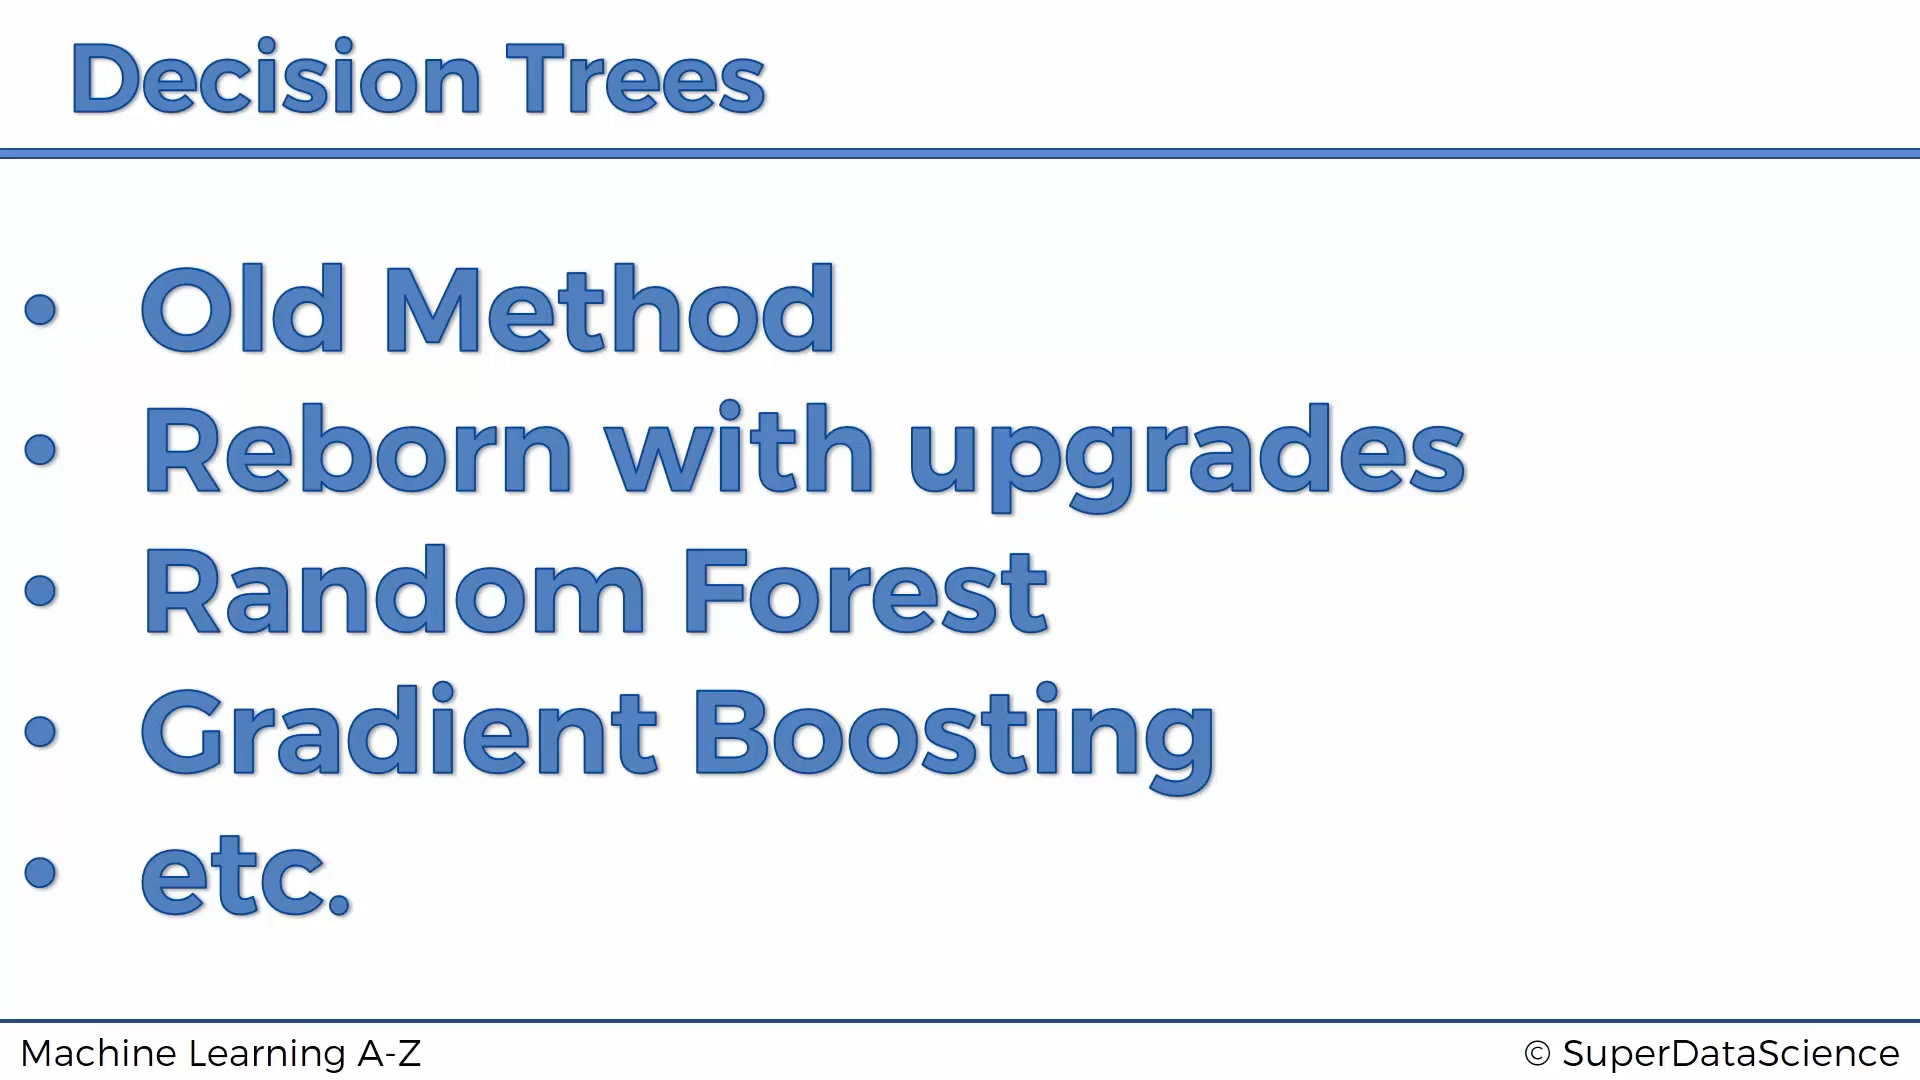 Decision Trees
• Old Method
• Reborn with upgrades
• Random Forest
• Gradient Boosting
• etc.
Machine Learning A-Z
© SuperDataScience